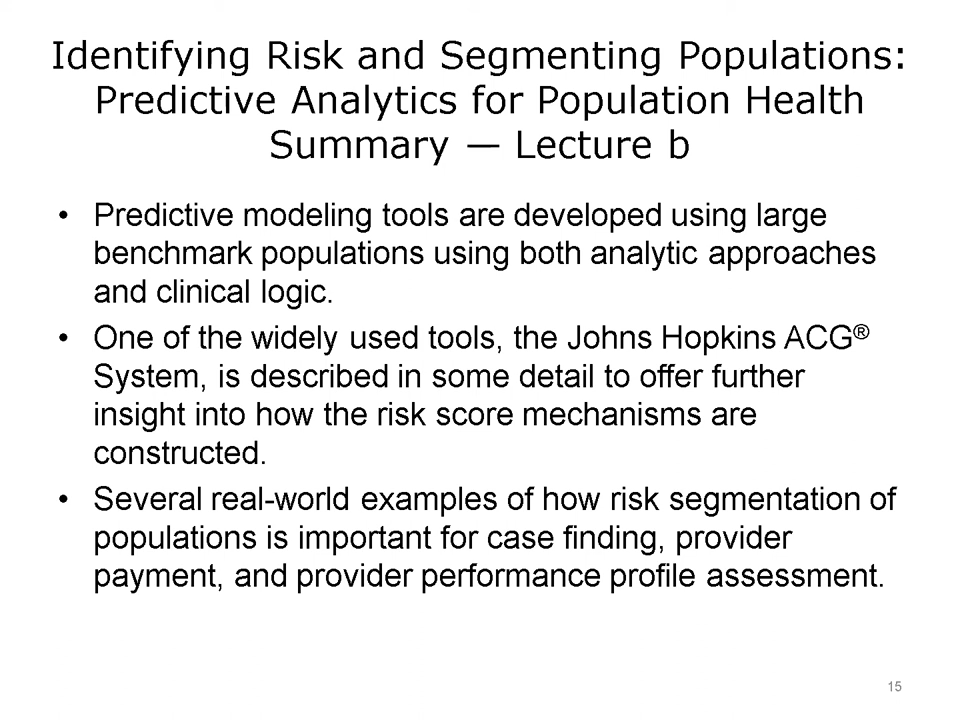 Identifying Risk and Segmenting Populations:
Predictive Analytics for Population Health
Summary — Lecture b
• Predictive modeling tools are developed using large
benchmark populations using both analytic approaches
and clinical logic.
• One of the widely used tools, the Johns Hopkins ACG®
System, is described in some detail to offer further
insight into how the risk score mechanisms are
constructed.
• Several real-world examples of how risk segmentation of
populations is important for case finding, provider
payment, and provider performance profile assessment.
15